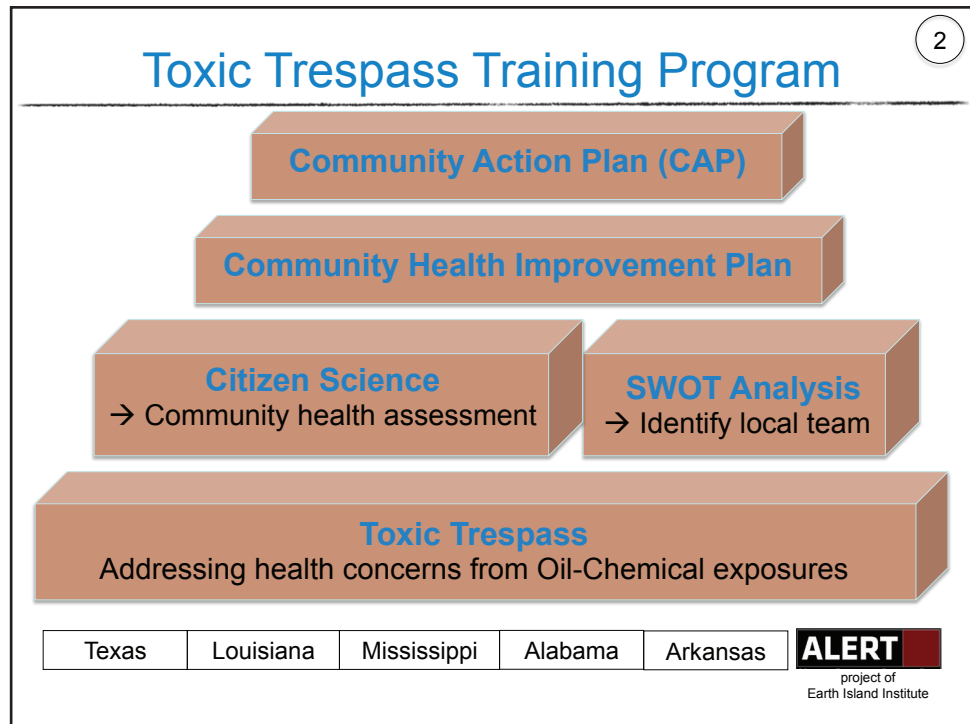 2
Toxic Trespass Training Program
Community Action Plan (CAP)
Community Health Improvement Plan
Citizen Science
→ Community health assessment
SWOT Analysis
→ Identify local team
Toxic Trespass
Addressing health concerns from Oil-Chemical exposures
Texas
Louisiana
Mississippi
Alabama
Arkansas
ALERT
project of
Earth Island Institute